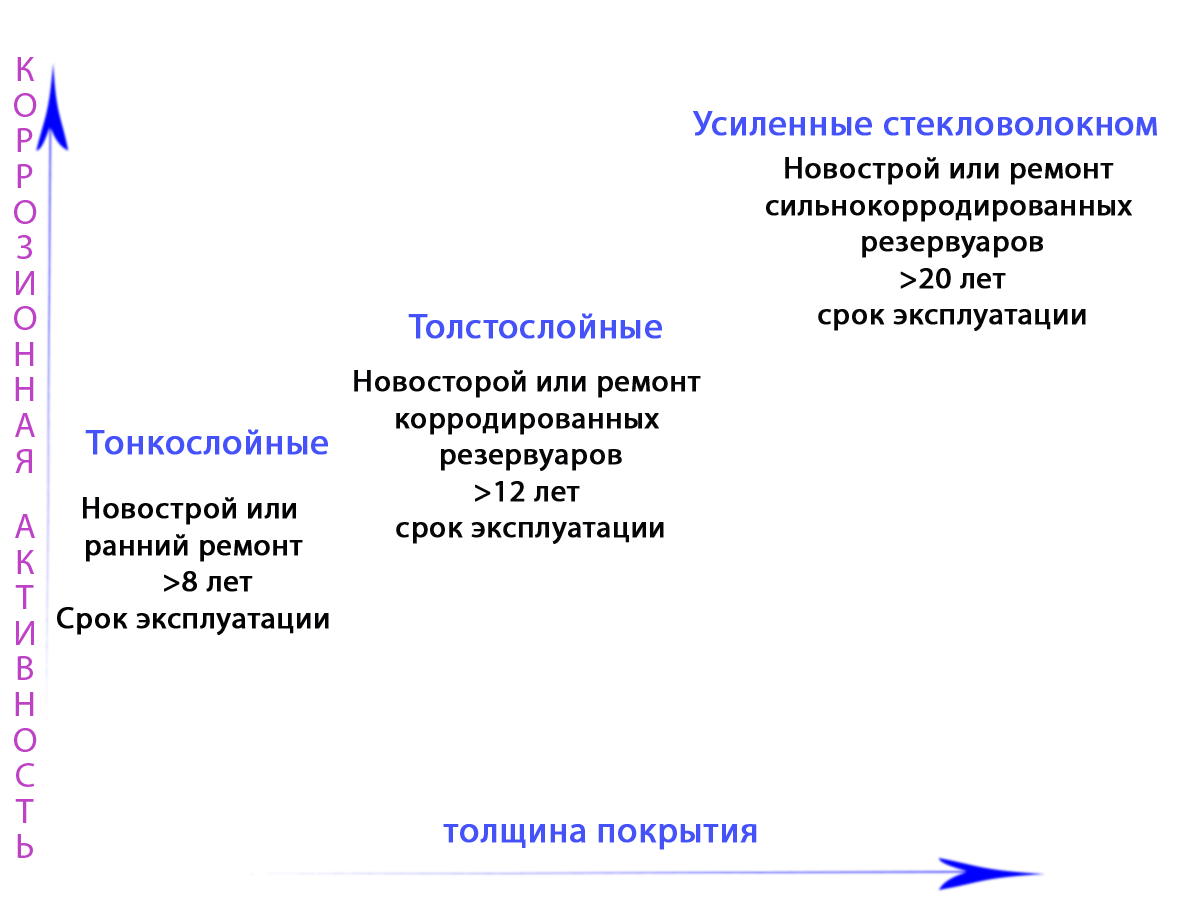 КОРРОЗИОННАЯ АКТИВНОСТЬ
Усиленные стекловолокном
Новострой или ремонт
сильнокорродированных
резервуаров
>20 лет
срок эксплуатации
Толстослойные
Новосторой или ремонт
корродированных
резервуаров
>12 лет
срок эксплуатации
Тонкослойные
Новострой или
ранний ремонт
>8 лет
Срок эксплуатации
толщина покрытия